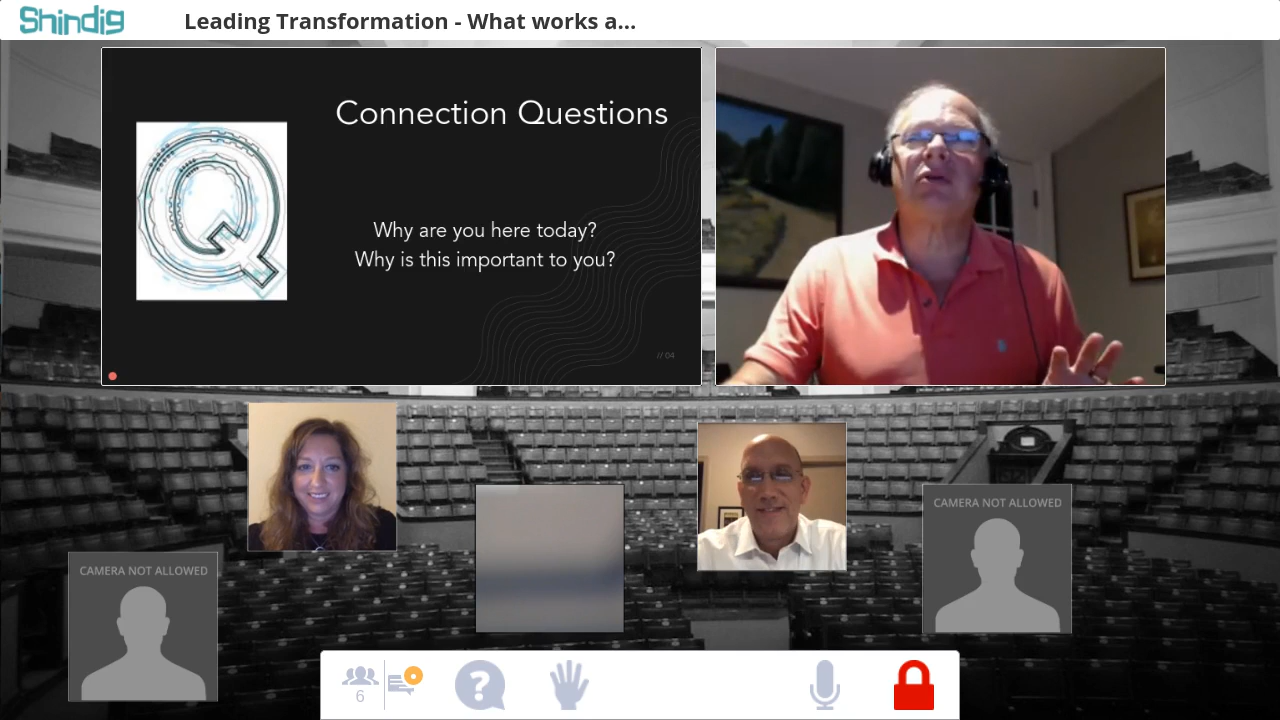 Shindig
Leading Transformation - What works a...
Connection Questions
Q
Why are you here today?
Why is this important to you?
// 04
CAMERA NOT ALLOWED
CAMERA NOT ALLOWED
6
?